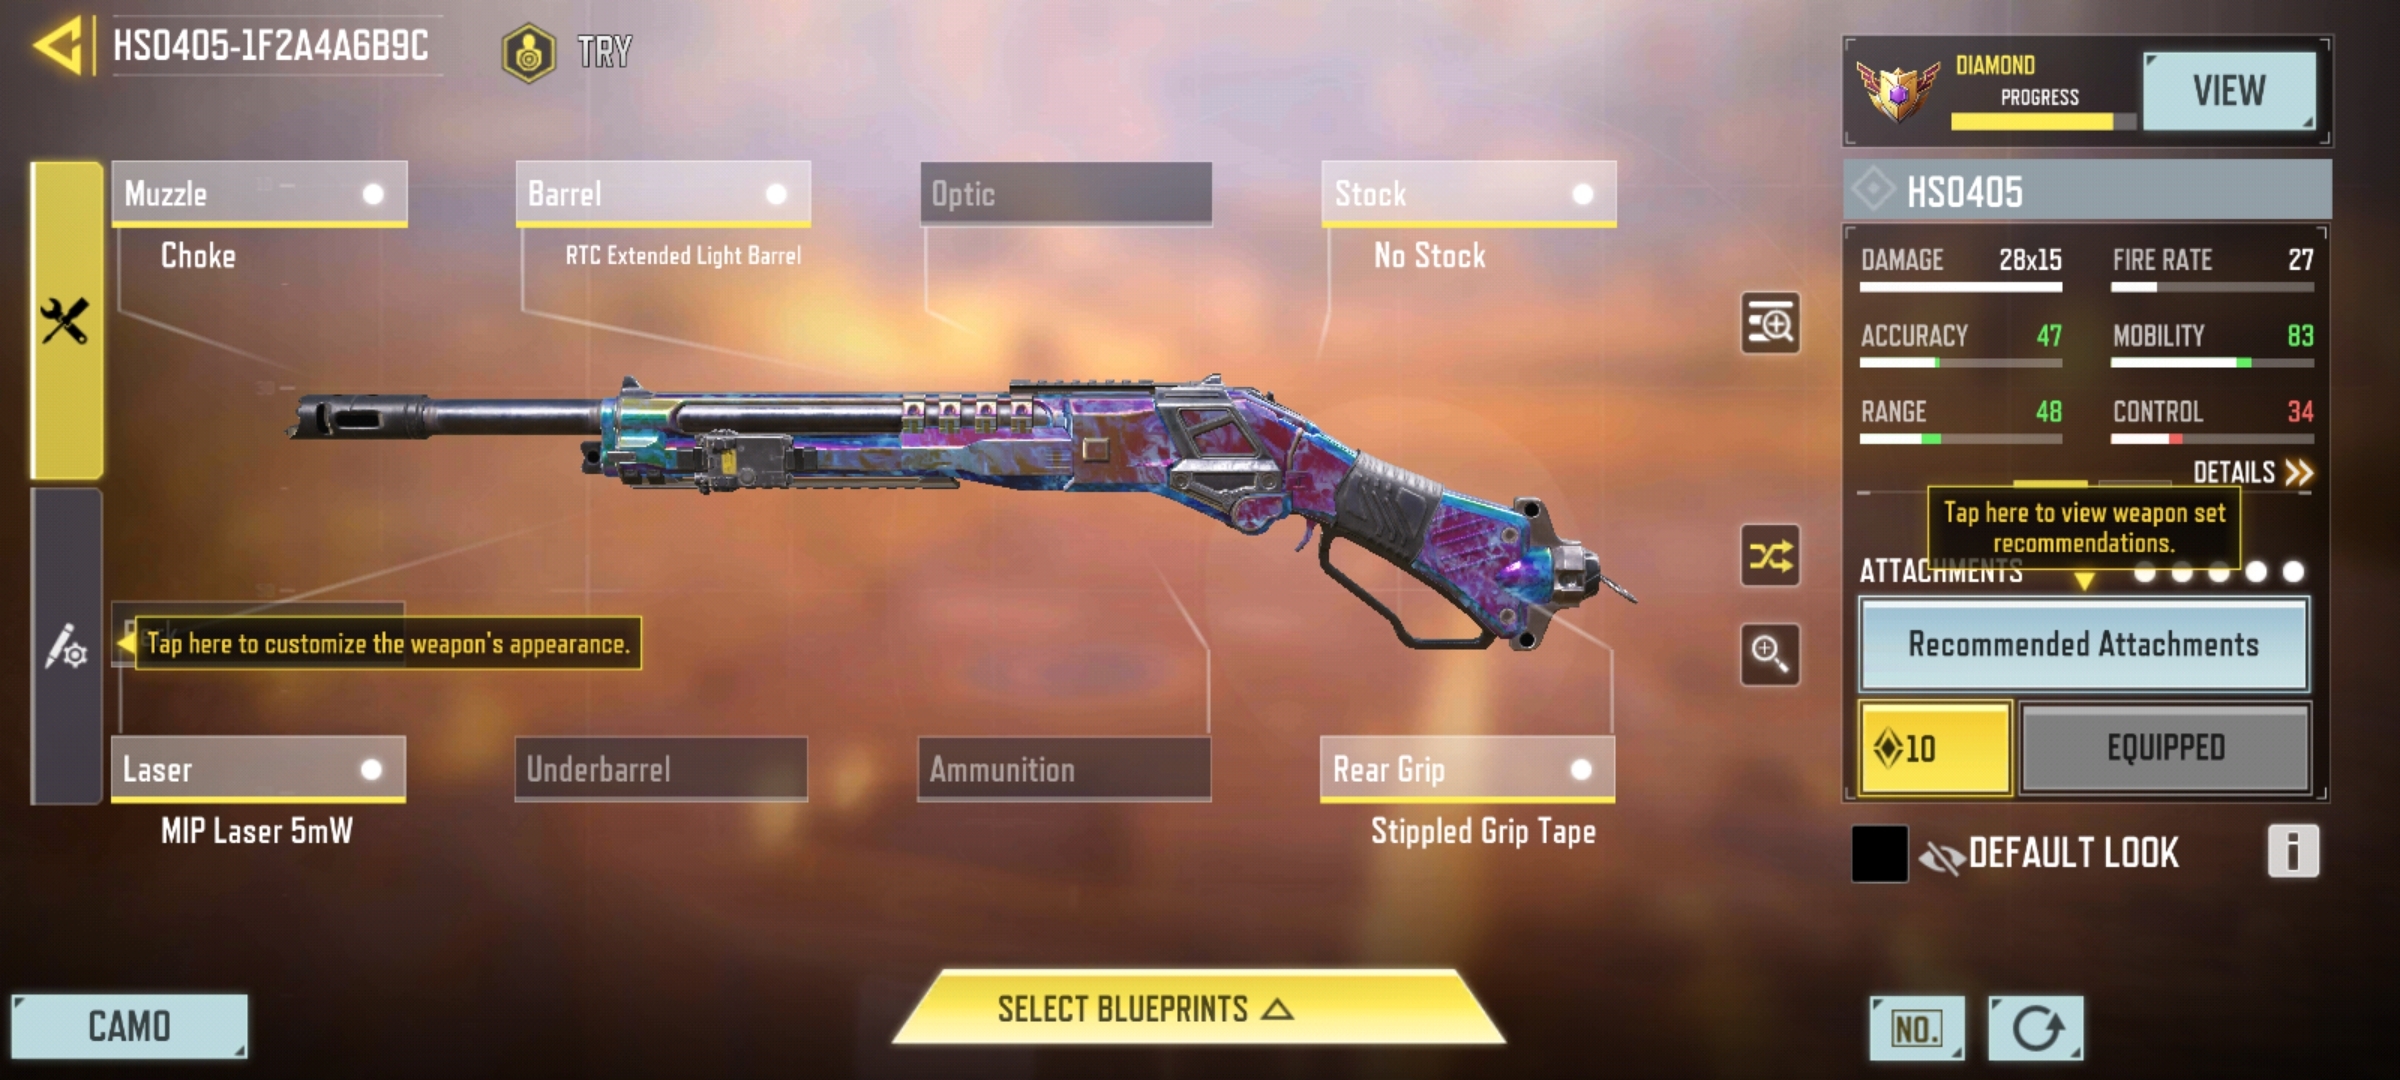 HS0405-1F2A4A6B9C
TRY
DIAMOND
PROGRESS
VIEW
Muzzle
Choke
Barrel
RTC Extended Light Barrel
Optic
Stock
No Stock
HS0405
DAMAGE 28x15
FIRE RATE 27
ACCURACY 47
MOBILITY 83
RANGE 48
CONTROL 34
DETAILS
Tap here to view weapon set
recommendations.
ATTACHMENTS
Recommended Attachments
10
EQUIPPED
DEFAULT LOOK
Tap here to customize the weapon's appearance.
Laser
MIP Laser 5mW
Underbarrel
Ammunition
Rear Grip
Stippled Grip Tape
CAMO
SELECT BLUEPRINTS
NO.